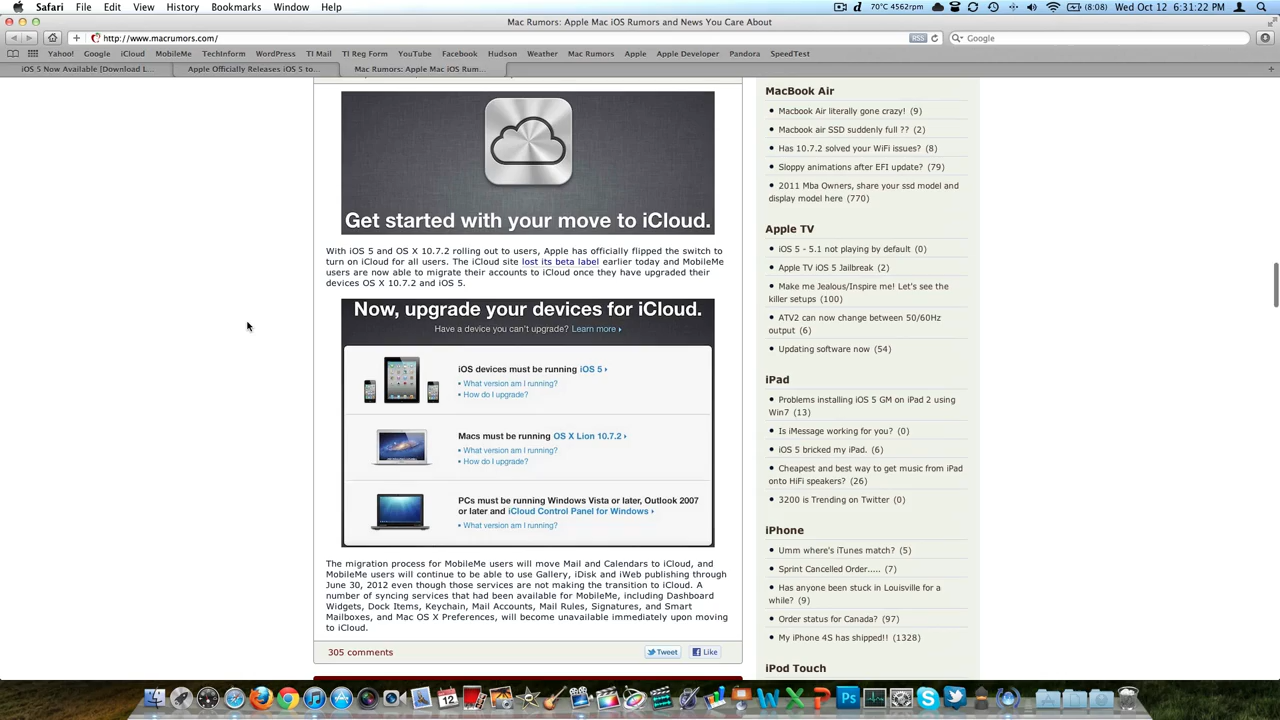 Safari File Edit View History Bookmarks Window Help
70°C 4562rpm (8:08) Wed Oct 12 6:31:22 PM
Mac Rumors: Apple Mac iOS Rumors and News You Care About
http://www.macrumors.com/ RSS Google
Yahoo! Google iCloud MobileMe TechInform WordPress TI Mail TI Reg Form YouTube Facebook Hudson Weather Mac Rumors Apple Apple Developer Pandora SpeedTest
iOS 5 Now Available [Download L... Apple Officially Releases iOS 5 to... Mac Rumors: Apple Mac iOS Rum...
Get started with your move to iCloud.
With iOS 5 and OS X 10.7.2 rolling out to users, Apple has officially flipped the switch to
turn on iCloud for all users. The iCloud site lost its beta label earlier today and MobileMe
users are now able to migrate their accounts to iCloud once they have upgraded their
devices OS X 10.7.2 and iOS 5.
Now, upgrade your devices for iCloud.
Have a device you can't upgrade? Learn more
iOS devices must be running iOS 5
What version am I running?
How do I upgrade?
Macs must be running OS X Lion 10.7.2
What version am I running?
How do I upgrade?
PCs must be running Windows Vista or later, Outlook 2007
or later and iCloud Control Panel for Windows
What version am I running?
The migration process for MobileMe users will move Mail and Calendars to iCloud, and
MobileMe users will continue to be able to use Gallery, iDisk and iWeb publishing through
June 30, 2012 even though those services are not making the transition to iCloud. A
number of syncing services that had been available for MobileMe, including Dashboard
Widgets, Dock Items, Keychain, Mail Accounts, Mail Rules, Signatures, and Smart
Mailboxes, and Mac OS X Preferences, will become unavailable immediately upon moving
to iCloud.
305 comments Tweet Like
MacBook Air
Macbook Air literally gone crazy! (9)
Macbook air SSD suddenly full ?? (2)
Has 10.7.2 solved your WiFi issues? (8)
Sloppy animations after EFI update? (79)
2011 Mba Owners, share your ssd model and
display model here (770)
Apple TV
iOS 5 - 5.1 not playing by default (0)
Apple TV iOS 5 Jailbreak (2)
Make me Jealous/Inspire me! Let's see the
killer setups (100)
ATV2 can now change between 50/60Hz
output (6)
Updating software now (54)
iPad
Problems installing iOS 5 GM on iPad 2 using
Win7 (13)
Is iMessage working for you? (0)
iOS 5 bricked my iPad. (6)
Cheapest and best way to get music from iPad
onto HiFi speakers? (26)
3200 is Trending on Twitter (0)
iPhone
Umm where's iTunes match? (5)
Sprint Cancelled Order..... (7)
Has anyone been stuck in Louisville for a
while? (9)
Order status for Canada? (97)
My iPhone 4S has shipped!! (1328)
iPod Touch